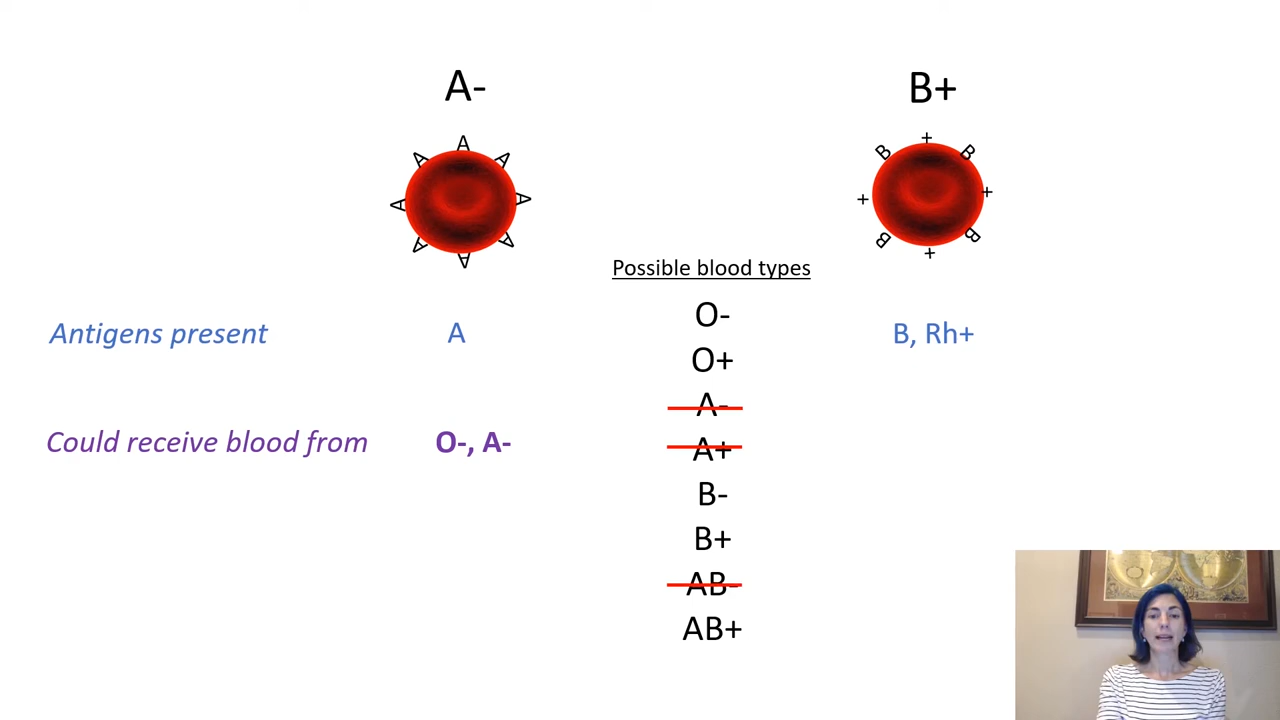 A-
B+
A
A
A
A
A
A
A
A
+
B
B
+
+
B
B
+
Possible blood types
O-
O+
A-
A+
B-
B+
AB-
AB+
Antigens present
A
B, Rh+
Could receive blood from
O-, A-